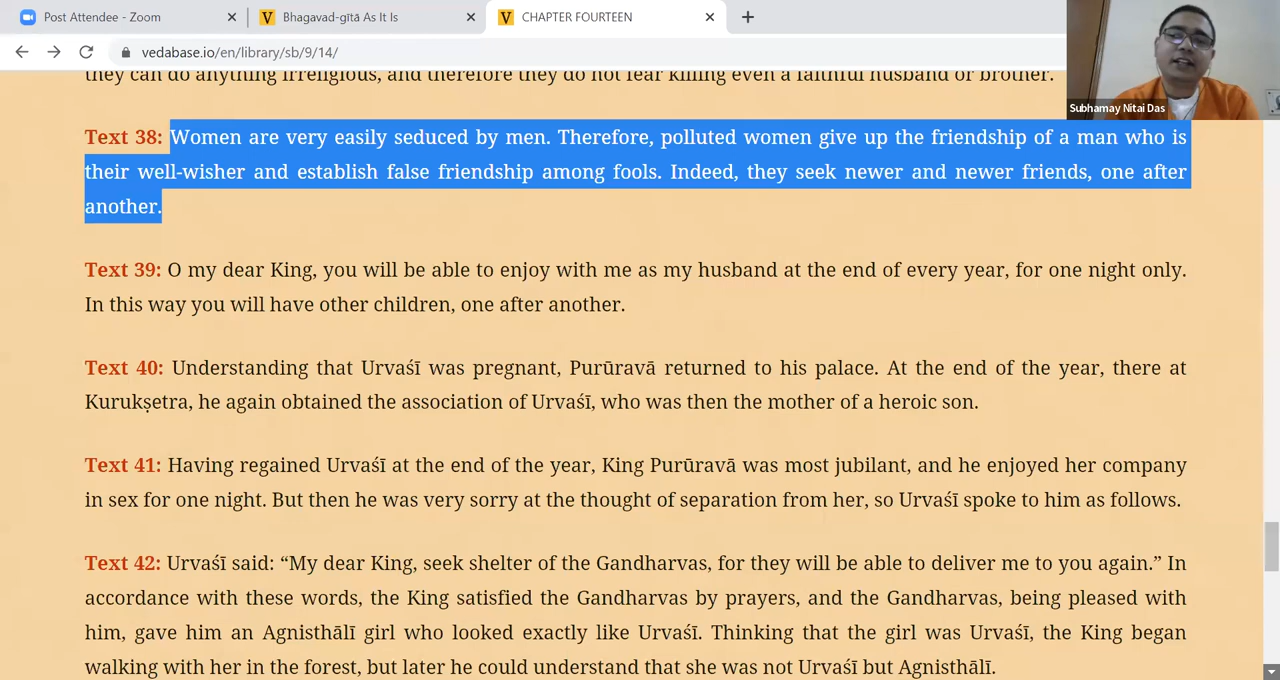 Post Attendee - Zoom
Bhagavad-gītā As It Is
CHAPTER FOURTEEN
vedabase.io/en/library/sb/9/14/
Subhamay Nitai Das
they can do anything irreligious, and therefore they do not fear killing even a faithful husband or brother.
Text 38: Women are very easily seduced by men. Therefore, polluted women give up the friendship of a man who is
their well-wisher and establish false friendship among fools. Indeed, they seek newer and newer friends, one after
another.
Text 39: O my dear King, you will be able to enjoy with me as my husband at the end of every year, for one night only.
In this way you will have other children, one after another.
Text 40: Understanding that Urvaśī was pregnant, Purūravā returned to his palace. At the end of the year, there at
Kurukṣetra, he again obtained the association of Urvaśī, who was then the mother of a heroic son.
Text 41: Having regained Urvaśī at the end of the year, King Purūravā was most jubilant, and he enjoyed her company
in sex for one night. But then he was very sorry at the thought of separation from her, so Urvaśī spoke to him as follows.
Text 42: Urvaśī said: “My dear King, seek shelter of the Gandharvas, for they will be able to deliver me to you again.” In
accordance with these words, the King satisfied the Gandharvas by prayers, and the Gandharvas, being pleased with
him, gave him an Agnisthālī girl who looked exactly like Urvaśī. Thinking that the girl was Urvaśī, the King began
walking with her in the forest, but later he could understand that she was not Urvaśī but Agnisthālī.